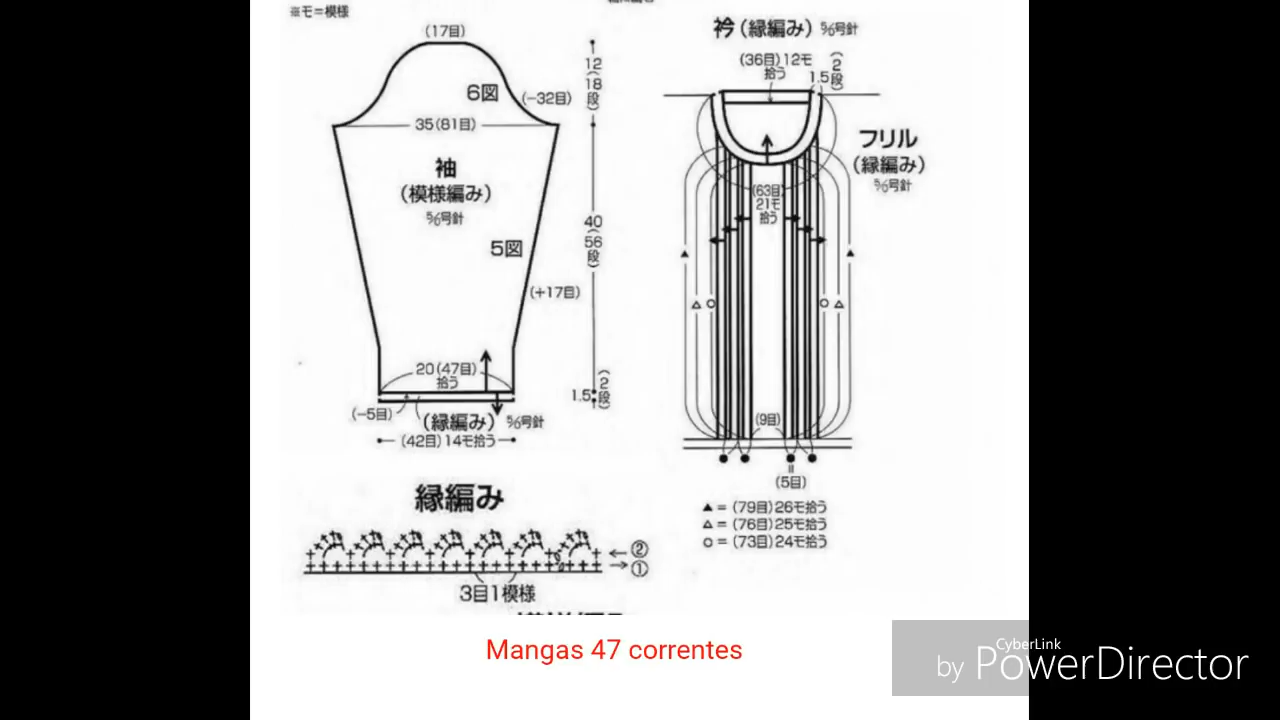 ※モ=模様
(17目)
6図
(−32目)
12
(18段)
35(81目)
袖
(模様編み)
5/6号針
5図
40
(56段)
(+17目)
20(47目)
拾う
1.5
(2段)
(−5目)
(縁編み) 5/6号針
(42目)14モ拾う
衿(縁編み) 5/6号針
(36目)12モ
拾う
1.5
(2段)
フリル
(縁編み)
5/6号針
(63目)
21モ
拾う
▲
▲
△ ○
○ △
(9目)
● ● ● ●
=
(5目)
▲=(79目)26モ拾う
△=(76目)25モ拾う
○=(73目)24モ拾う
縁編み
←②
→①
3目1模様
Mangas 47 correntes
CyberLink
by PowerDirector